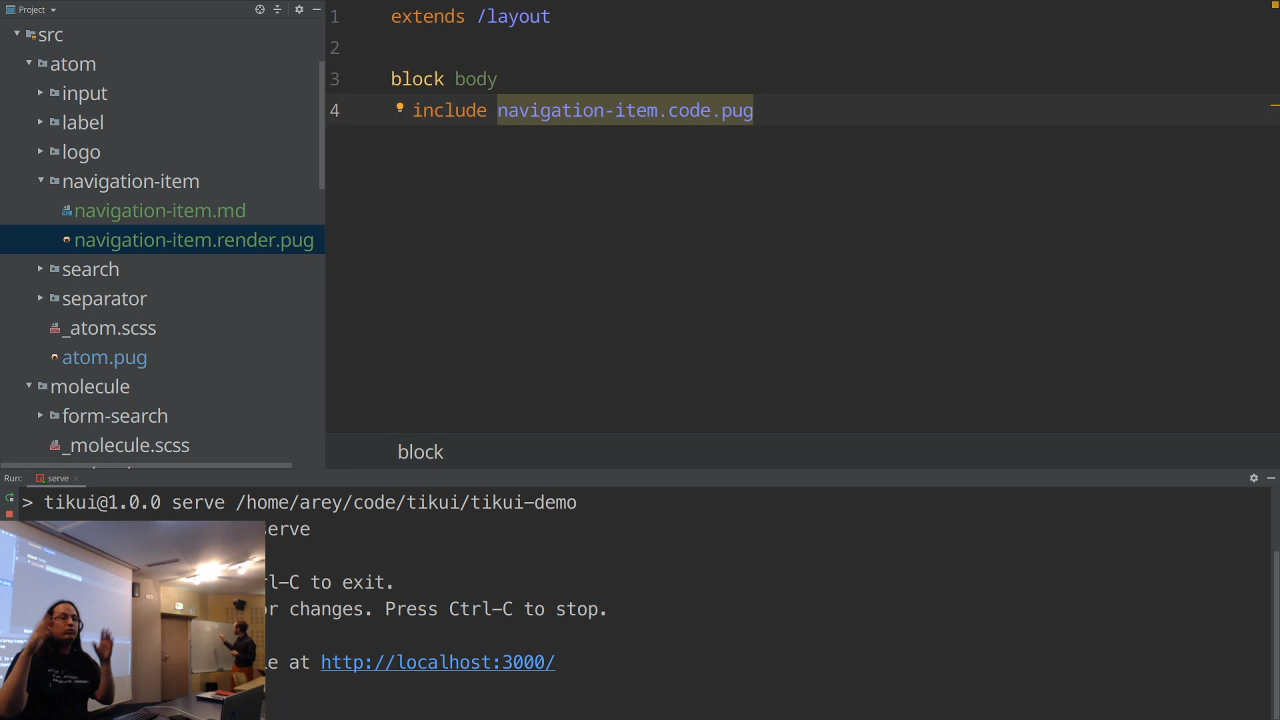 Project
src
atom
input
label
logo
navigation-item
navigation-item.md
navigation-item.render.pug
search
separator
_atom.scss
atom.pug
molecule
form-search
_molecule.scss
1 extends /layout
2
3 block body
4 include navigation-item.code.pug
block
Run: serve
> tikui@1.0.0 serve /home/arey/code/tikui/tikui-demo
erve
rl-C to exit.
or changes. Press Ctrl-C to stop.
le at http://localhost:3000/